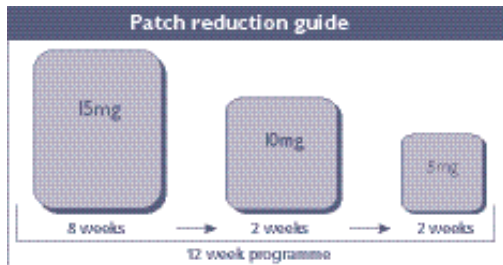 Patch reduction guide
15mg
10mg
5mg
8 weeks
2 weeks
2 weeks
12 week programme